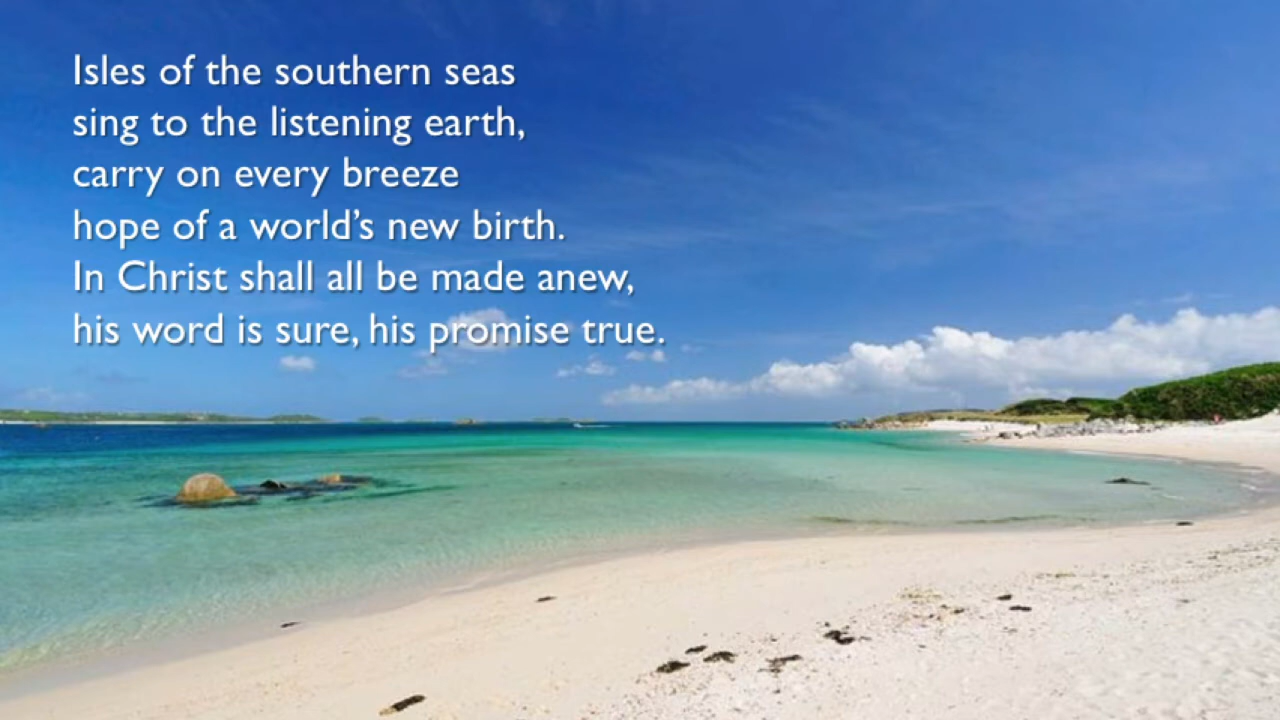 Isles of the southern seas
sing to the listening earth,
carry on every breeze
hope of a world’s new birth.
In Christ shall all be made anew,
his word is sure, his promise true.